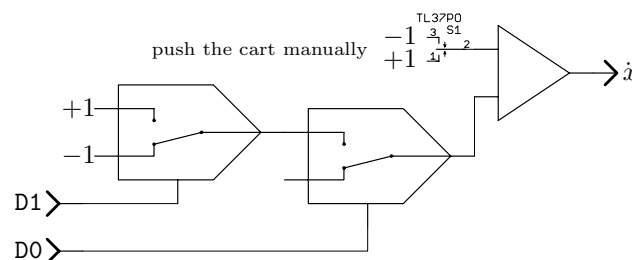 TL37P0
S1
−1 3
push the cart manually
2
+1 1
ẋ
+1
−1
D1
D0